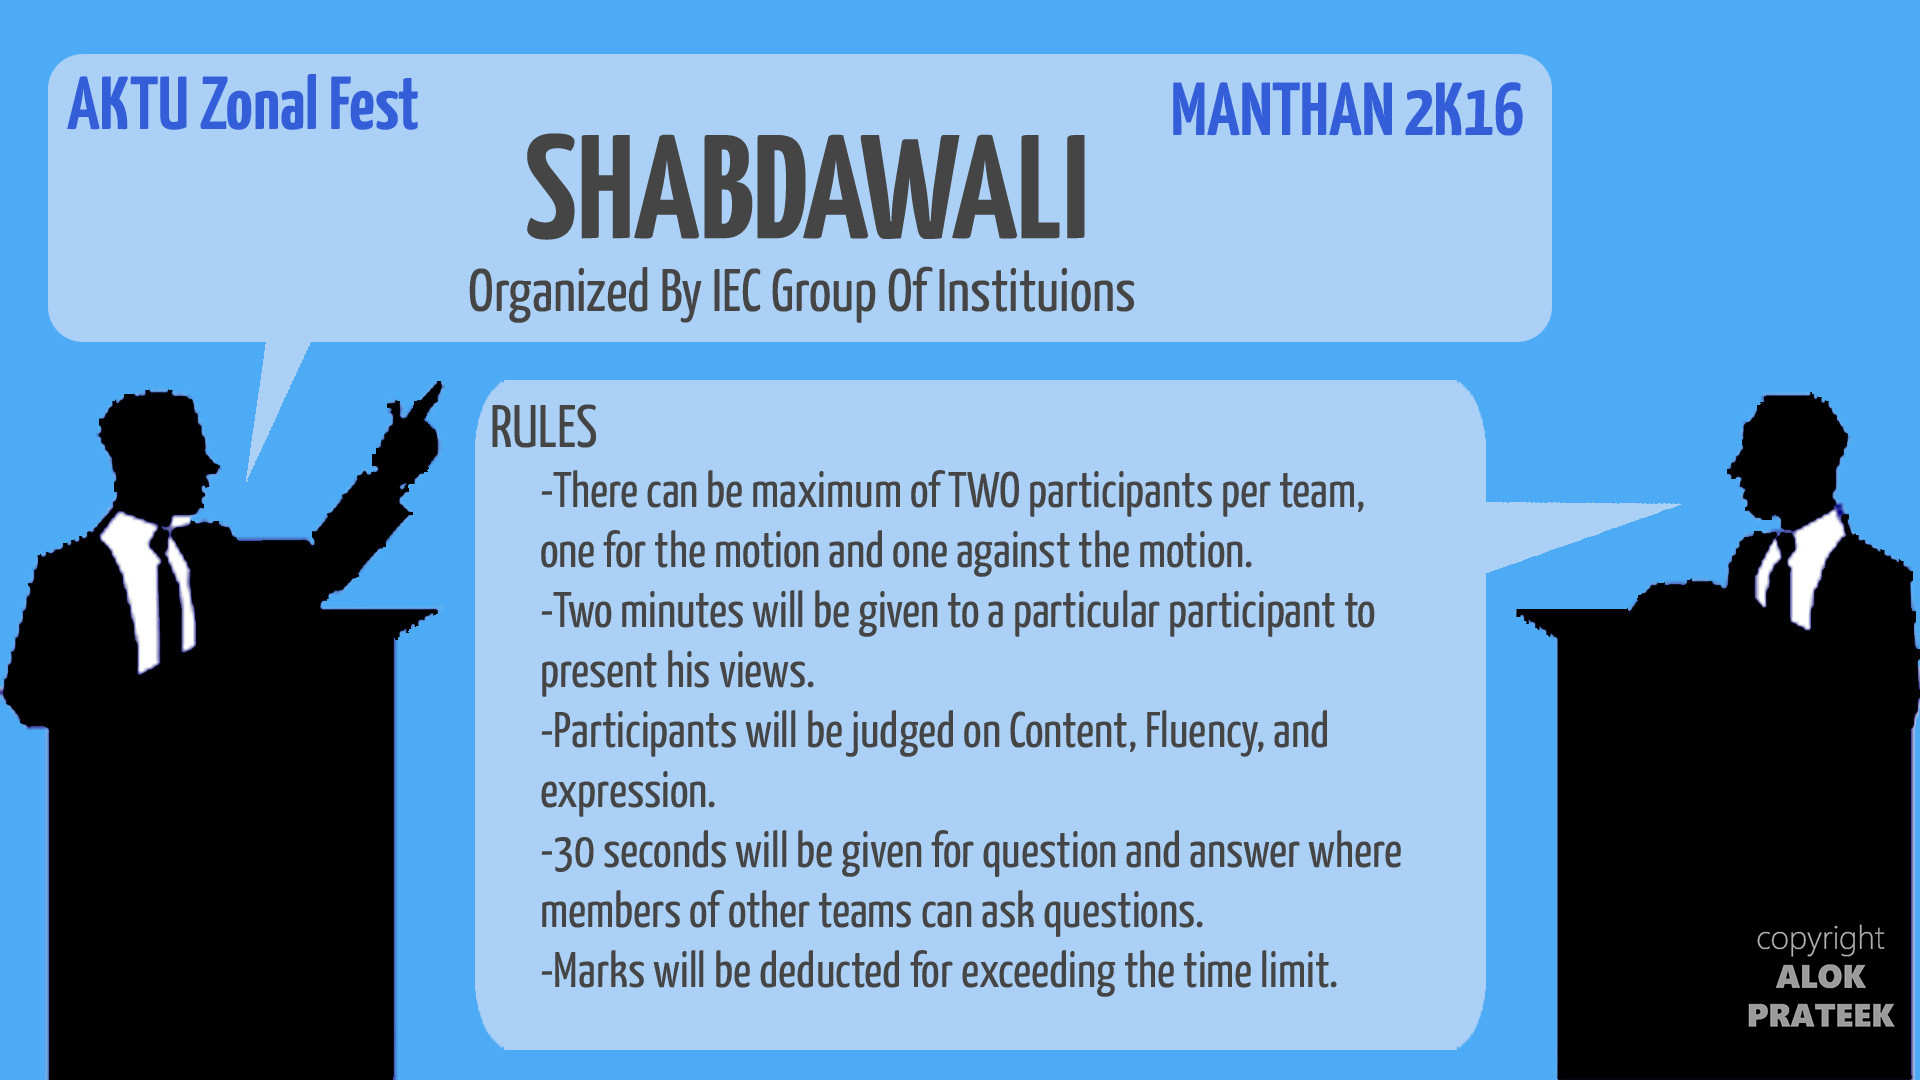 AKTU Zonal Fest
MANTHAN 2K16
SHABDAWALI
Organized By IEC Group Of Instituions
RULES
-There can be maximum of TWO participants per team,
one for the motion and one against the motion.
-Two minutes will be given to a particular participant to
present his views.
-Participants will be judged on Content, Fluency, and
expression.
-30 seconds will be given for question and answer where
members of other teams can ask questions.
-Marks will be deducted for exceeding the time limit.
copyright
ALOK
PRATEEK